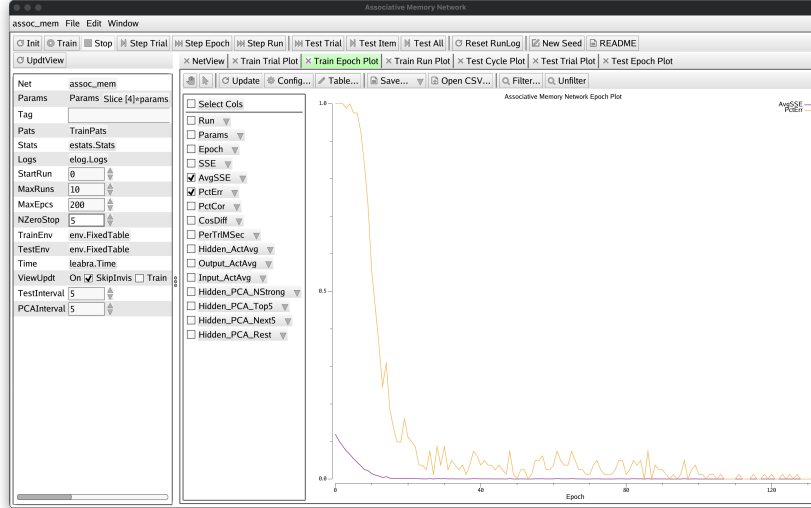 Associative Memory Network
assoc_mem File Edit Window
Init Train Stop Step Trial Step Epoch Step Run Test Trial Test Item Test All Reset RunLog New Seed README
UpdtView
NetView Train Trial Plot Train Epoch Plot Train Run Plot Test Cycle Plot Test Trial Plot Test Epoch Plot
Update Config... Table... Save... Open CSV... Filter... Unfilter
Net assoc_mem
Params Params Slice [4]*params
Tag
Pats TrainPats
Stats estats.Stats
Logs elog.Logs
StartRun 0
MaxRuns 10
MaxEpcs 200
NZeroStop 5
TrainEnv env.FixedTable
TestEnv env.FixedTable
Time leabra.Time
ViewUpdt On SkipInvis Train
TestInterval 5
PCAInterval 5
Select Cols
Run
Params
Epoch
SSE
AvgSSE
PctErr
PctCor
CosDiff
PerTrlMSec
Hidden_ActAvg
Output_ActAvg
Input_ActAvg
Hidden_PCA_NStrong
Hidden_PCA_Top5
Hidden_PCA_Next5
Hidden_PCA_Rest
Associative Memory Network Epoch Plot
AvgSSE
PctErr
1.0
0.5
0.0
0 40 80 120
Epoch